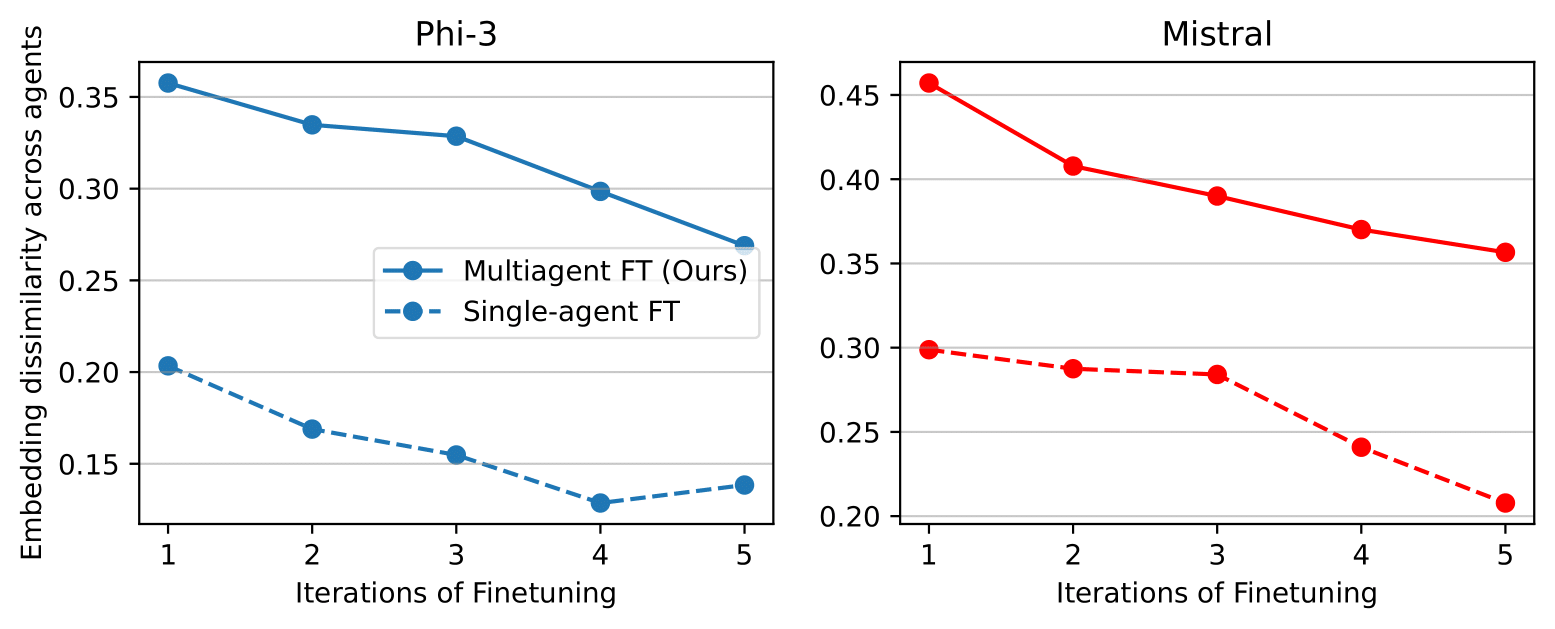 Phi-3
Embedding dissimilarity across agents
0.35
0.30
0.25
0.20
0.15
Multiagent FT (Ours)
Single-agent FT
1 2 3 4 5
Iterations of Finetuning
Mistral
0.45
0.40
0.35
0.30
0.25
0.20
1 2 3 4 5
Iterations of Finetuning